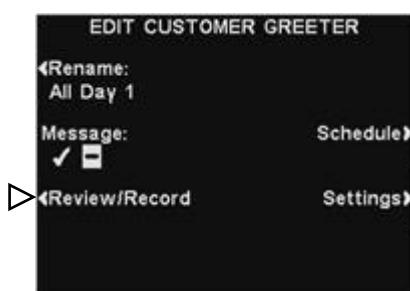 EDIT CUSTOMER GREETER
Rename:
All Day 1
Message:
Schedule
Review/Record
Settings